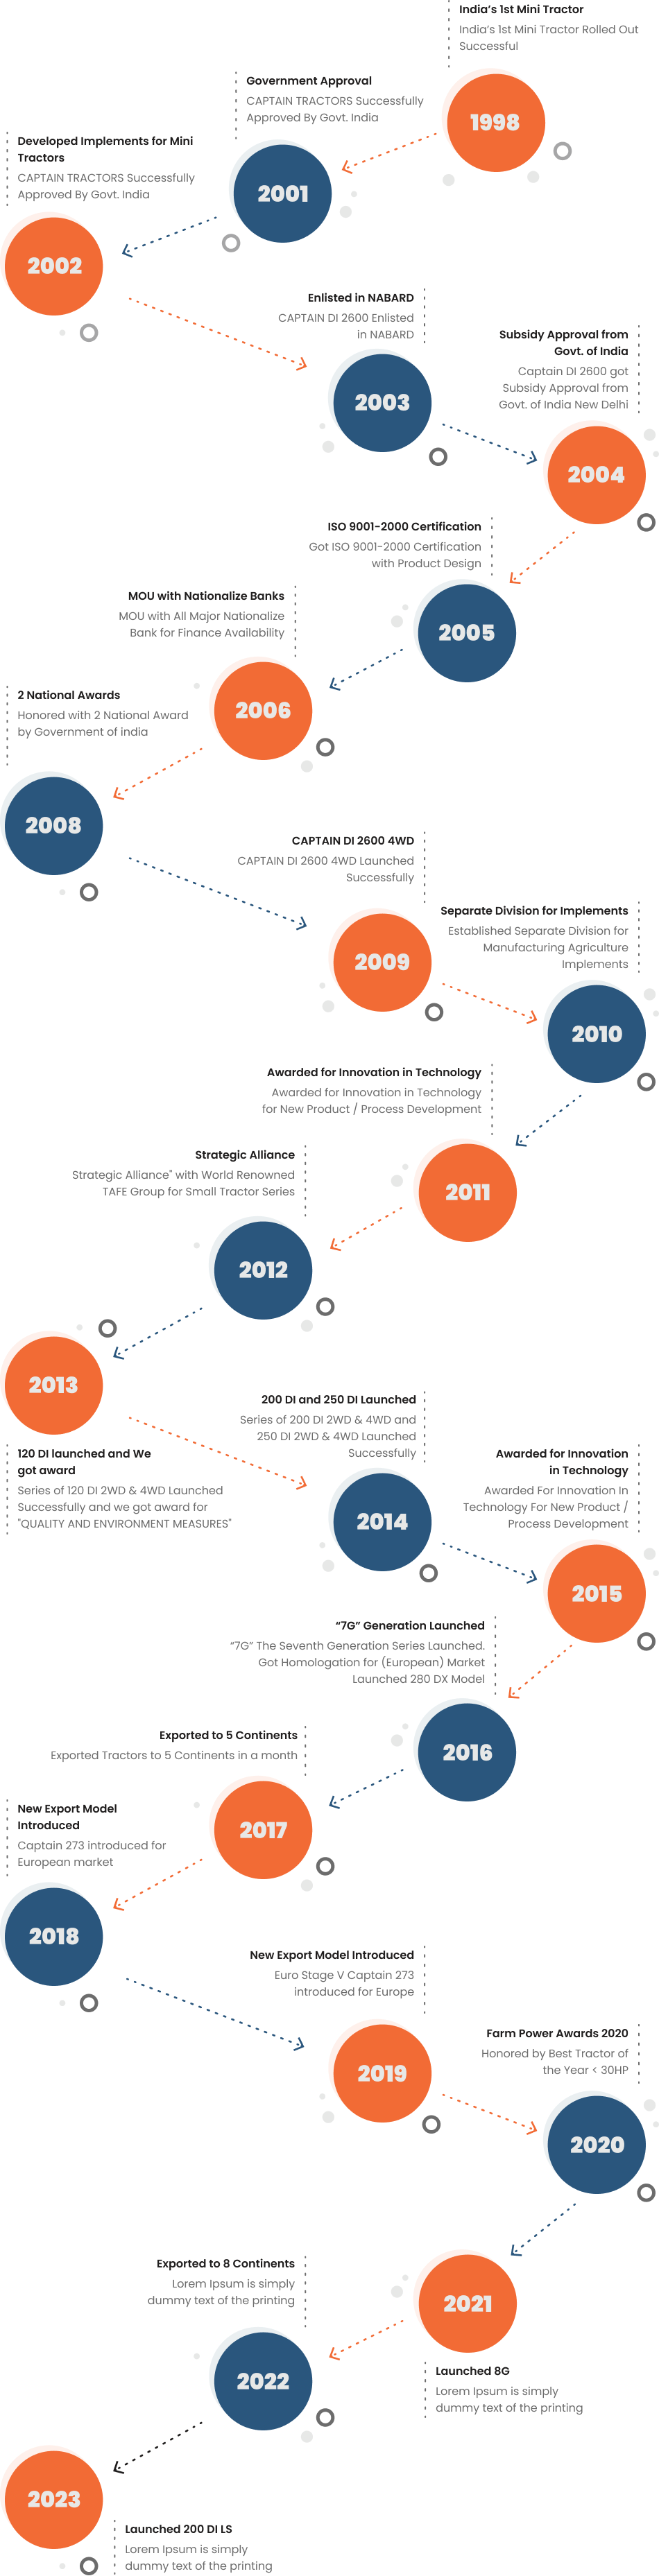 India's 1st Mini Tractor
India's 1st Mini Tractor Rolled Out
Successful
1998
Government Approval
CAPTAIN TRACTORS Successfully
Approved By Govt. India
2001
Developed Implements for Mini
Tractors
CAPTAIN TRACTORS Successfully
Approved By Govt. India
2002
Enlisted in NABARD
CAPTAIN DI 2600 Enlisted
in NABARD
2003
Subsidy Approval from
Govt. of India
Captain DI 2600 got
Subsidy Approval from
Govt. of India New Delhi
2004
ISO 9001-2000 Certification
Got ISO 9001-2000 Certification
with Product Design
2005
MOU with Nationalize Banks
MOU with All Major Nationalize
Bank for Finance Availability
2006
2 National Awards
Honored with 2 National Award
by Government of india
2008
CAPTAIN DI 2600 4WD
CAPTAIN DI 2600 4WD Launched
Successfully
2009
Separate Division for Implements
Established Separate Division for
Manufacturing Agriculture
Implements
2010
Awarded for Innovation in Technology
Awarded for Innovation in Technology
for New Product / Process Development
2011
Strategic Alliance
Strategic Alliance" with World Renowned
TAFE Group for Small Tractor Series
2012
2013
120 DI launched and We
got award
Series of 120 DI 2WD & 4WD Launched
Successfully and we got award for
"QUALITY AND ENVIRONMENT MEASURES"
200 DI and 250 DI Launched
Series of 200 DI 2WD & 4WD and
250 DI 2WD & 4WD Launched
Successfully
2014
Awarded for Innovation
in Technology
Awarded For Innovation In
Technology For New Product /
Process Development
2015
“7G” Generation Launched
“7G” The Seventh Generation Series Launched.
Got Homologation for (European) Market
Launched 280 DX Model
2016
Exported to 5 Continents
Exported Tractors to 5 Continents in a month
2017
New Export Model
Introduced
Captain 273 introduced for
European market
2018
New Export Model Introduced
Euro Stage V Captain 273
introduced for Europe
2019
Farm Power Awards 2020
Honored by Best Tractor of
the Year < 30HP
2020
2021
Launched 8G
Lorem Ipsum is simply
dummy text of the printing
Exported to 8 Continents
Lorem Ipsum is simply
dummy text of the printing
2022
2023
Launched 200 DI LS
Lorem Ipsum is simply
dummy text of the printing